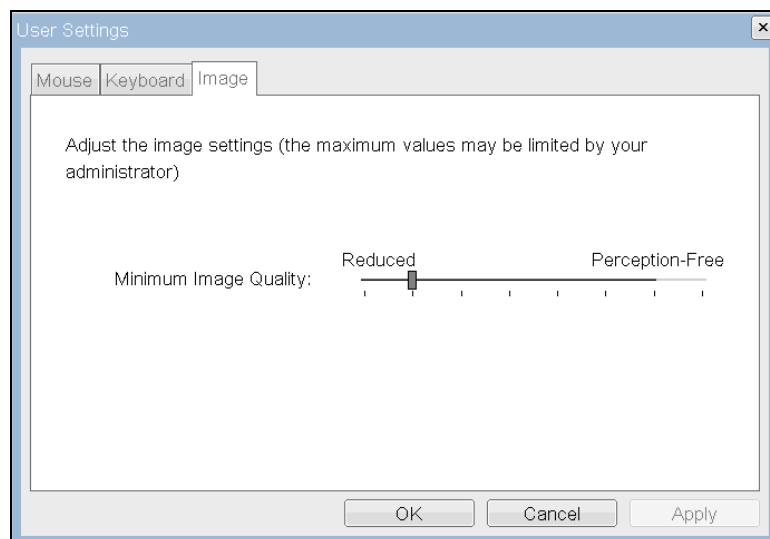 User Settings
Mouse Keyboard Image
Adjust the image settings (the maximum values may be limited by your
administrator)
Reduced Perception-Free
Minimum Image Quality:
OK Cancel Apply